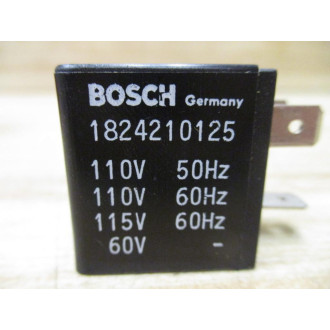 BOSCH Germany
1824210125
110V 50Hz
110V 60Hz
115V 60Hz
60V -